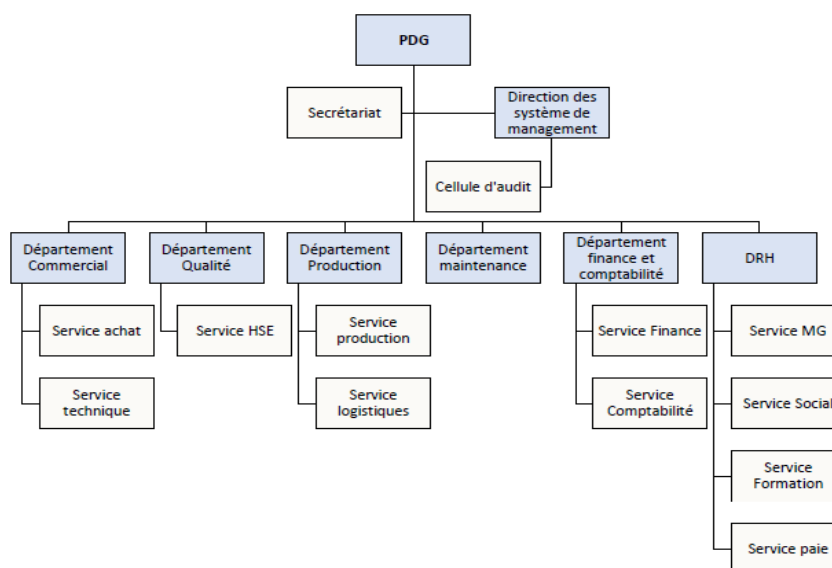 PDG
Secrétariat
Direction des
système de
management
Cellule d'audit
Département
Commercial
Département
Qualité
Département
Production
Département
maintenance
Département
finance et
comptabilité
DRH
Service achat
Service HSE
Service
production
Service Finance
Service MG
Service
technique
Service
logistiques
Service
Comptabilité
Service Social
Service
Formation
Service paie